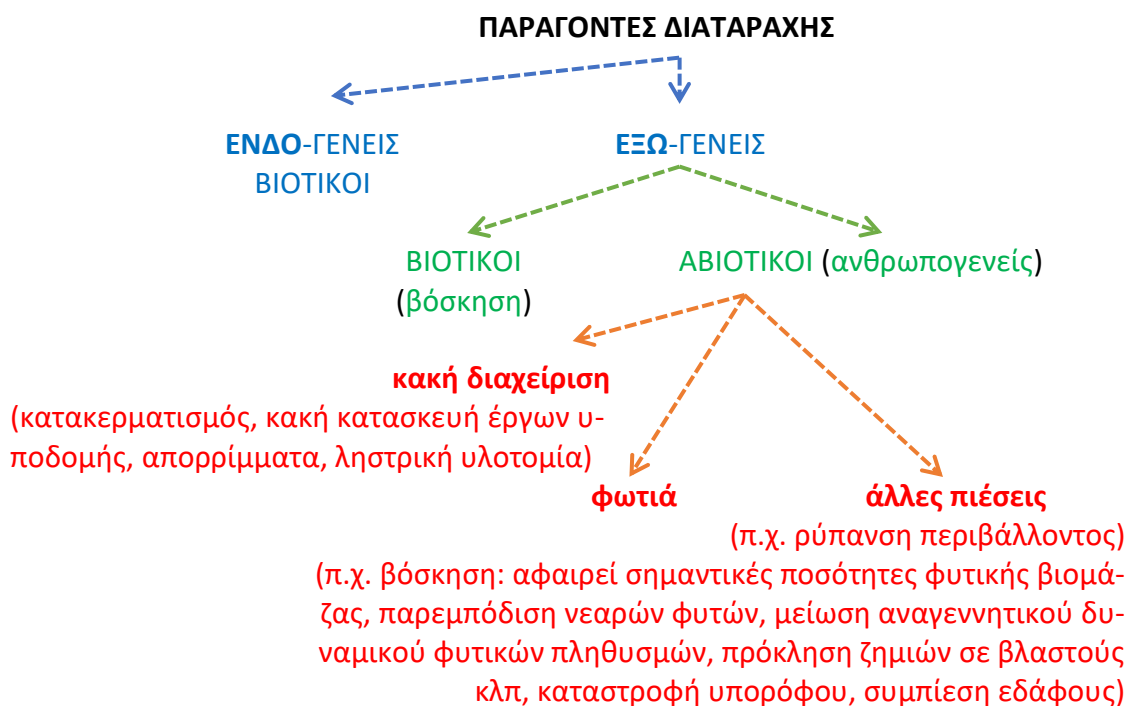 ΠΑΡΑΓΟΝΤΕΣ ΔΙΑΤΑΡΑΧΗΣ
ΕΝΔΟ-ΓΕΝΕΙΣ
ΒΙΟΤΙΚΟΙ
ΕΞΩ-ΓΕΝΕΙΣ
ΒΙΟΤΙΚΟΙ
(βόσκηση)
ΑΒΙΟΤΙΚΟΙ (ανθρωπογενείς)
κακή διαχείριση
(κατακερματισμός, κακή κατασκευή έργων υ-
ποδομής, απορρίμματα, ληστρική υλοτομία)
φωτιά
άλλες πιέσεις
(π.χ. ρύπανση περιβάλλοντος)
(π.χ. βόσκηση: αφαιρεί σημαντικές ποσότητες φυτικής βιομά-
ζας, παρεμπόδιση νεαρών φυτών, μείωση αναγεννητικού δυ-
ναμικού φυτικών πληθυσμών, πρόκληση ζημιών σε βλαστούς
κλπ, καταστροφή υπορόφου, συμπίεση εδάφους)